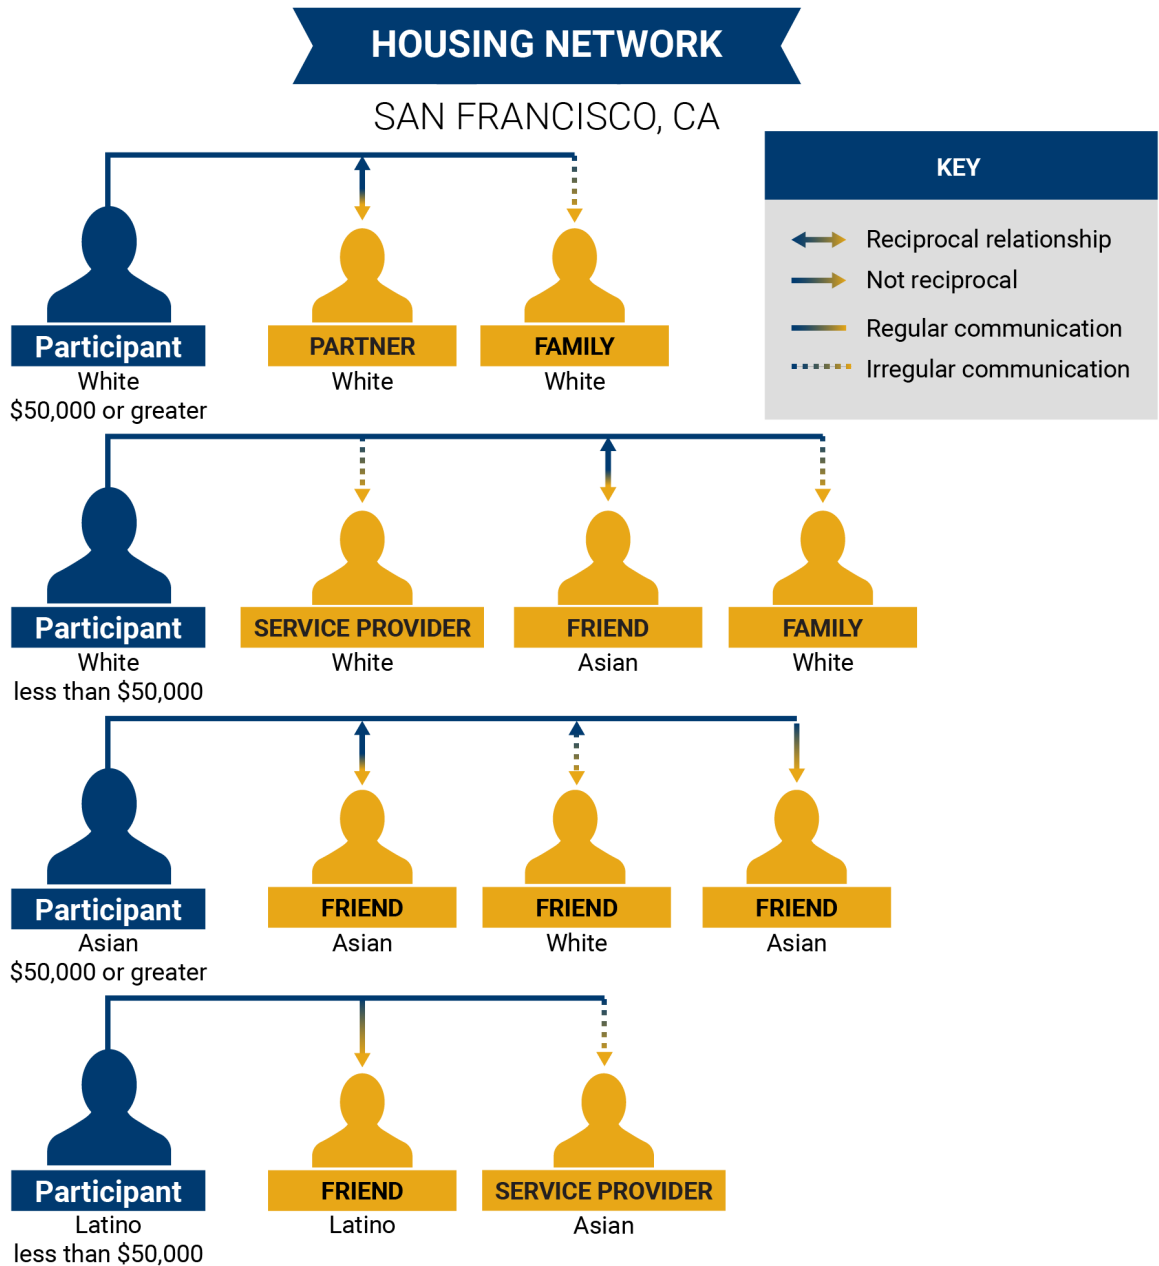 HOUSING NETWORK
SAN FRANCISCO, CA
KEY
Reciprocal relationship
Not reciprocal
Regular communication
Irregular communication
Participant
White
$50,000 or greater
PARTNER
White
FAMILY
White
Participant
White
less than $50,000
SERVICE PROVIDER
White
FRIEND
Asian
FAMILY
White
Participant
Asian
$50,000 or greater
FRIEND
Asian
FRIEND
White
FRIEND
Asian
Participant
Latino
less than $50,000
FRIEND
Latino
SERVICE PROVIDER
Asian